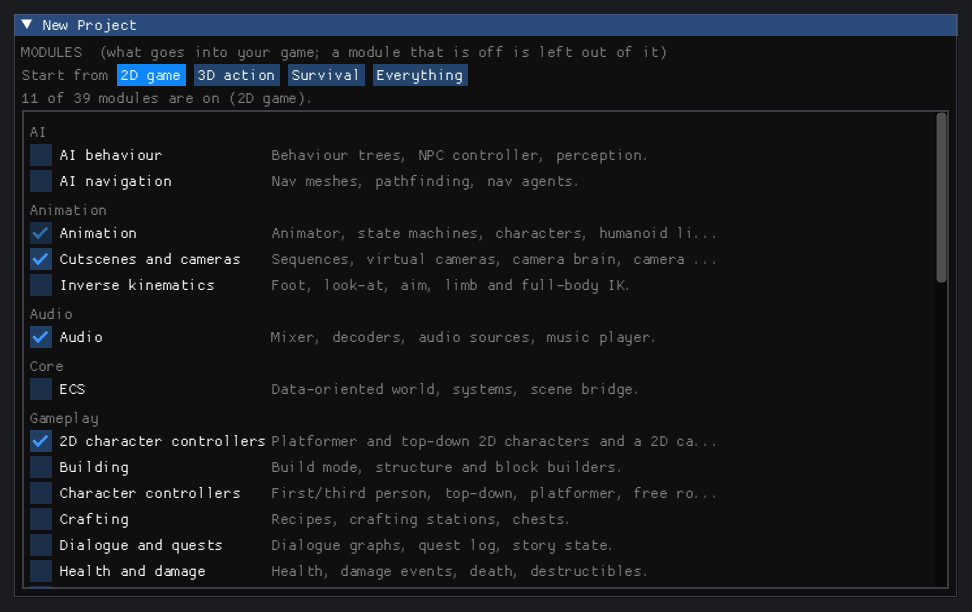 New Project
MODULES (what goes into your game; a module that is off is left out of it)
Start from 2D game 3D action Survival Everything
11 of 39 modules are on (2D game).
AI
AI behaviour Behaviour trees, NPC controller, perception.
AI navigation Nav meshes, pathfinding, nav agents.
Animation
Animation Animator, state machines, characters, humanoid li...
Cutscenes and cameras Sequences, virtual cameras, camera brain, camera ...
Inverse kinematics Foot, look-at, aim, limb and full-body IK.
Audio
Audio Mixer, decoders, audio sources, music player.
Core
ECS Data-oriented world, systems, scene bridge.
Gameplay
2D character controllers Platformer and top-down 2D characters and a 2D ca...
Building Build mode, structure and block builders.
Character controllers First/third person, top-down, platformer, free ro...
Crafting Recipes, crafting stations, chests.
Dialogue and quests Dialogue graphs, quest log, story state.
Health and damage Health, damage events, death, destructibles.